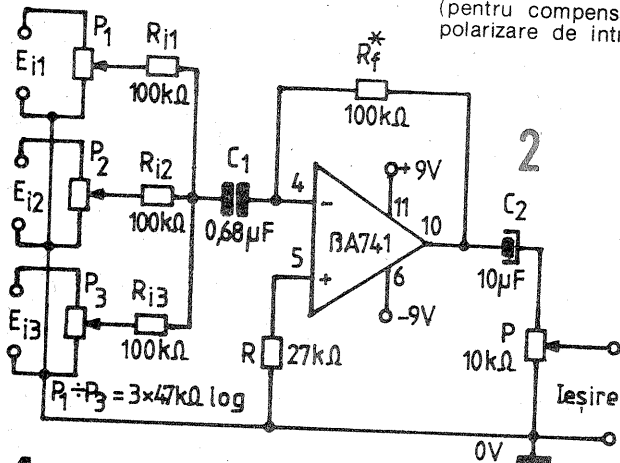 (pentru compens
polarizare de intr
P1
Ri1
Ei1
100kΩ
Rf*
100kΩ
2
P2
Ri2
Ei2
100kΩ
C1
0,68µF
4
−
+9V
11
βA741
10
C2
10µF
5
+
6
−9V
P3
Ri3
Ei3
100kΩ
R
27kΩ
P
10kΩ
P1÷P3 = 3×47kΩ log
Ieșire
0V